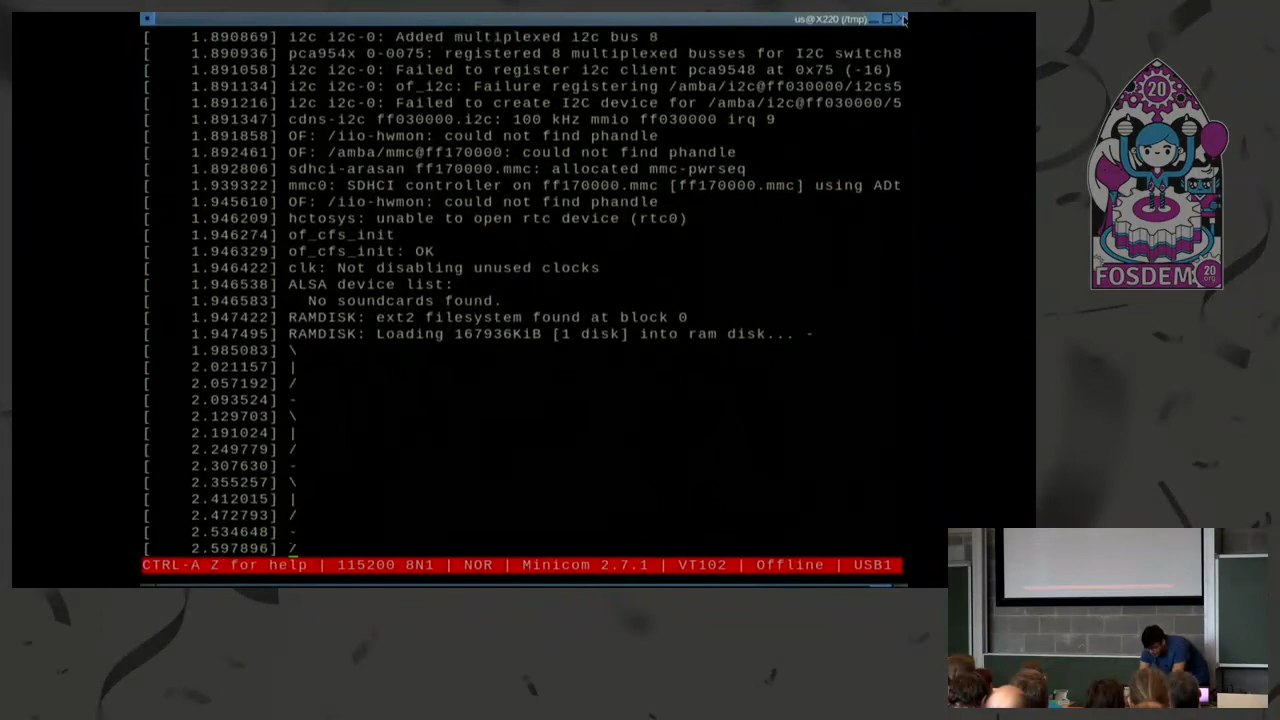 us@X220 (/tmp)
[    1.890869] i2c i2c-0: Added multiplexed i2c bus 8
[    1.890936] pca954x 0-0075: registered 8 multiplexed busses for I2C switch8
[    1.891058] i2c i2c-0: Failed to register i2c client pca9548 at 0x75 (-16)
[    1.891134] i2c i2c-0: of_i2c: Failure registering /amba/i2c@ff030000/i2cs5
[    1.891216] i2c i2c-0: Failed to create I2C device for /amba/i2c@ff030000/5
[    1.891347] cdns-i2c ff030000.i2c: 100 kHz mmio ff030000 irq 9
[    1.891858] OF: /iio-hwmon: could not find phandle
[    1.892461] OF: /amba/mmc@ff170000: could not find phandle
[    1.892806] sdhci-arasan ff170000.mmc: allocated mmc-pwrseq
[    1.939322] mmc0: SDHCI controller on ff170000.mmc [ff170000.mmc] using ADt
[    1.945610] OF: /iio-hwmon: could not find phandle
[    1.946209] hctosys: unable to open rtc device (rtc0)
[    1.946274] of_cfs_init
[    1.946329] of_cfs_init: OK
[    1.946422] clk: Not disabling unused clocks
[    1.946538] ALSA device list:
[    1.946583]   No soundcards found.
[    1.947422] RAMDISK: ext2 filesystem found at block 0
[    1.947495] RAMDISK: Loading 167936KiB [1 disk] into ram disk... -
[    1.985083] \
[    2.021157] |
[    2.057192] /
[    2.093524] -
[    2.129703] \
[    2.191024] |
[    2.249779] /
[    2.307630] -
[    2.355257] \
[    2.412015] |
[    2.472793] /
[    2.534648] -
[    2.597896] /
CTRL-A Z for help | 115200 8N1 | NOR | Minicom 2.7.1 | VT102 | Offline | USB1
20
FOSDEM 20
.org